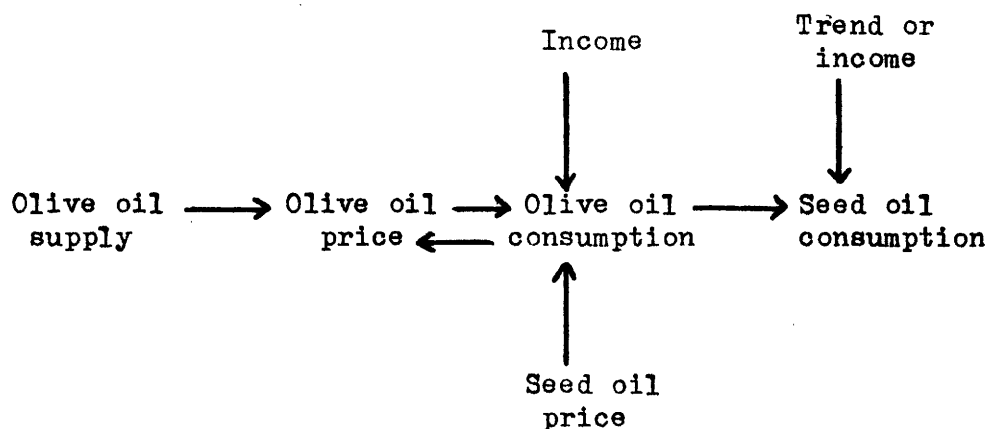 Income
Trend or
income
Olive oil
supply
Olive oil
price
Olive oil
consumption
Seed oil
consumption
Seed oil
price